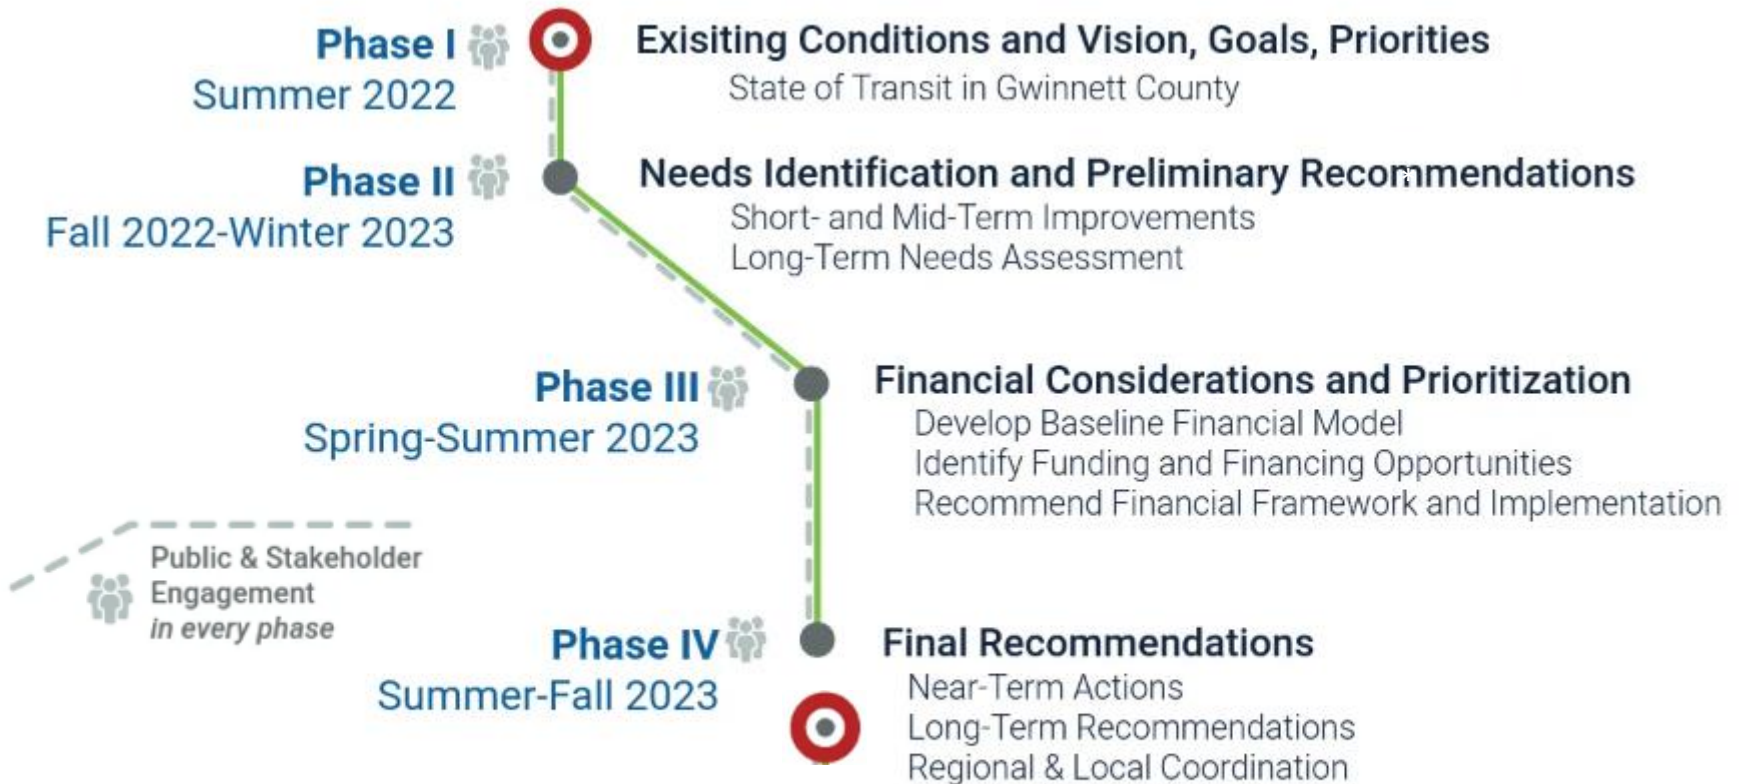 Phase I
Summer 2022
Exisiting Conditions and Vision, Goals, Priorities
State of Transit in Gwinnett County
Phase II
Fall 2022-Winter 2023
Needs Identification and Preliminary Recommendations
Short- and Mid-Term Improvements
Long-Term Needs Assessment
Phase III
Spring-Summer 2023
Financial Considerations and Prioritization
Develop Baseline Financial Model
Identify Funding and Financing Opportunities
Recommend Financial Framework and Implementation
Public & Stakeholder
Engagement
in every phase
Phase IV
Summer-Fall 2023
Final Recommendations
Near-Term Actions
Long-Term Recommendations
Regional & Local Coordination